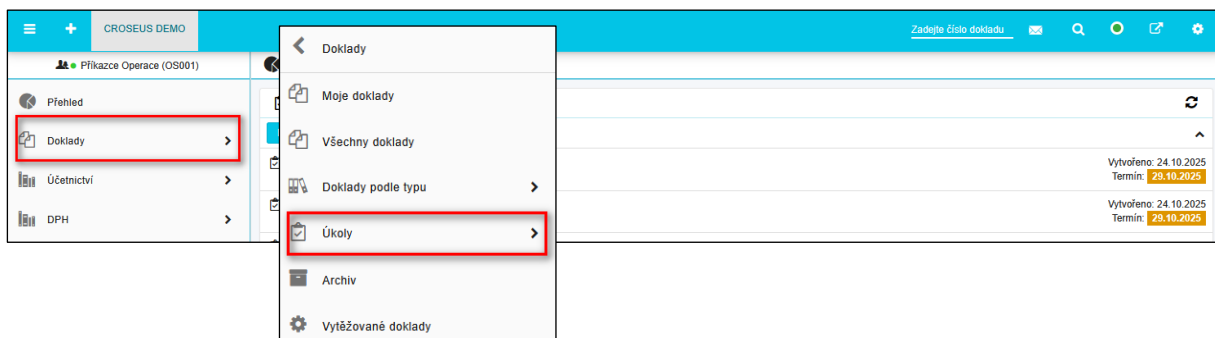 CROSEUS DEMO
Zadejte číslo dokladu
Příkazce Operace (OS001)
Přehled
Doklady
Účetnictví
DPH
Doklady
Moje doklady
Všechny doklady
Doklady podle typu
Úkoly
Archiv
Vytěžované doklady
Vytvořeno: 24.10.2025
Termín: 29.10.2025
Vytvořeno: 24.10.2025
Termín: 29.10.2025